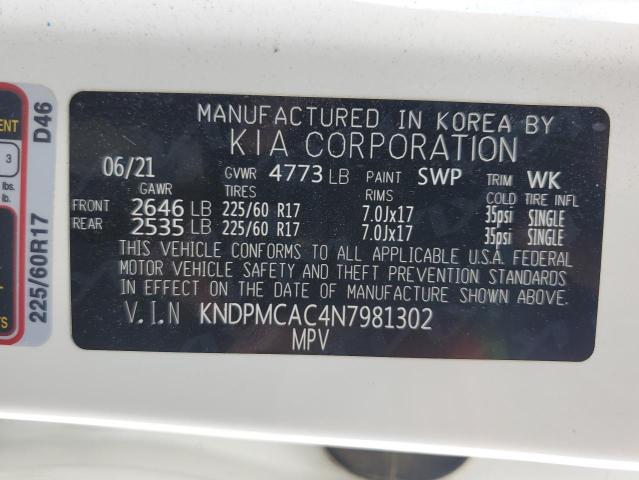 MANUFACTURED IN KOREA BY
KIA CORPORATION
06/21 GVWR 4773 LB PAINT SWP TRIM WK
GAWR TIRES RIMS COLD TIRE INFL
FRONT 2646 LB 225/60 R17 7.0Jx17 35psi SINGLE
REAR 2535 LB 225/60 R17 7.0Jx17 35psi SINGLE
THIS VEHICLE CONFORMS TO ALL APPLICABLE U.S.A. FEDERAL
MOTOR VEHICLE SAFETY AND THEFT PREVENTION STANDARDS
IN EFFECT ON THE DATE OF MANUFACTURE SHOWN ABOVE.
V.I.N KNDPMCAC4N7981302
MPV
225/60R17 D46
3
lbs.
lb.